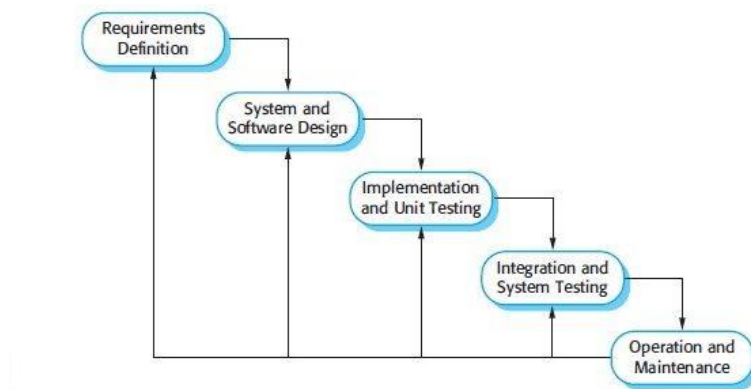 Requirements
Definition
System and
Software Design
Implementation
and Unit Testing
Integration and
System Testing
Operation and
Maintenance